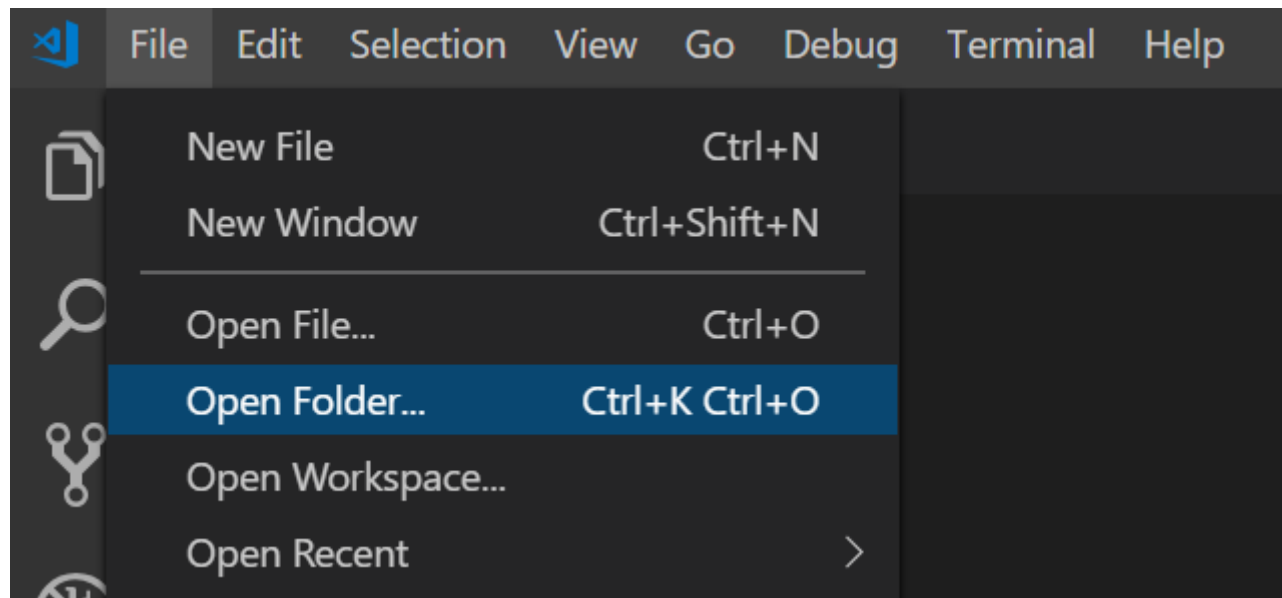 File Edit Selection View Go Debug Terminal Help
New File Ctrl+N
New Window Ctrl+Shift+N
Open File... Ctrl+O
Open Folder... Ctrl+K Ctrl+O
Open Workspace...
Open Recent